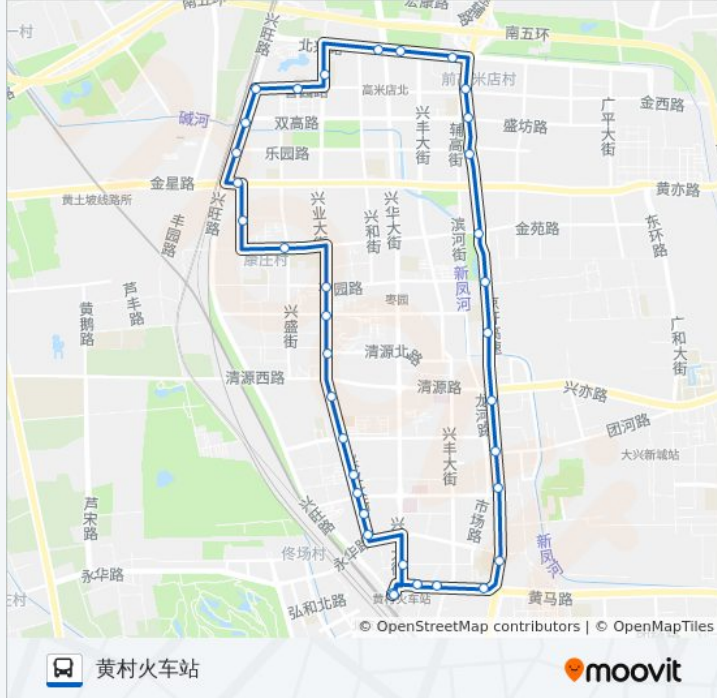 南五环
宏康路
一村
兴旺路
南五环
前高米店村
高米店北
碱河
双高路
兴丰大街
辅高街
盛坊路
广平大街
金西路
乐园路
金星路
黄土坡线路所
兴旺路
丰园路
兴业大
兴和街
兴华大街
滨河街
金苑路
黄亦路
东环路
康庄村
新凤河
芦丰路
黄鹅路
兴盛街
园路
枣园
广和大街
清源北路
清源西路
清源路
兴亦路
龙河路
团河路
兴丰大街
大兴新城站
芦宋路
兴旺路
市场路
新凤河
佟场村
永华路
永华路
弘和北路
黄村火车站
黄马路
庄村
© OpenStreetMap contributors | © OpenMapTiles
黄村火车站
moovit